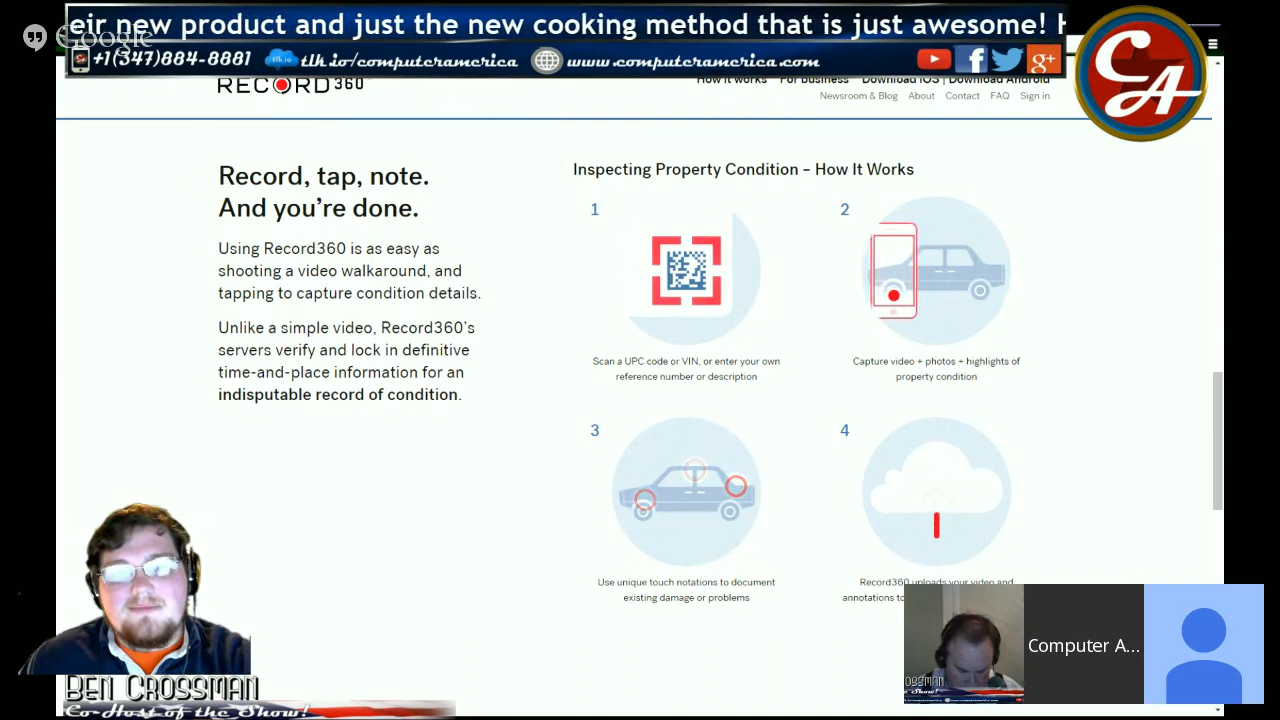 eir new product and just the new cooking method that is just awesome! H
Google
+1(347)884-8881
tlk.io
tlk.io/computeramerica
www.computeramerica.com
CA
RECORD360
How it works For business Download iOS | Download Android
Newsroom & Blog About Contact FAQ Sign in
Record, tap, note.
And you're done.
Using Record360 is as easy as
shooting a video walkaround, and
tapping to capture condition details.
Unlike a simple video, Record360's
servers verify and lock in definitive
time-and-place information for an
indisputable record of condition.
Inspecting Property Condition – How It Works
1
2
Scan a UPC code or VIN, or enter your own
reference number or description
Capture video + photos + highlights of
property condition
3
4
Use unique touch notations to document
existing damage or problems
Record360 uploads your video and
annotations to
Computer A...
BEN CROSSMAN
Co-Host of the Show!